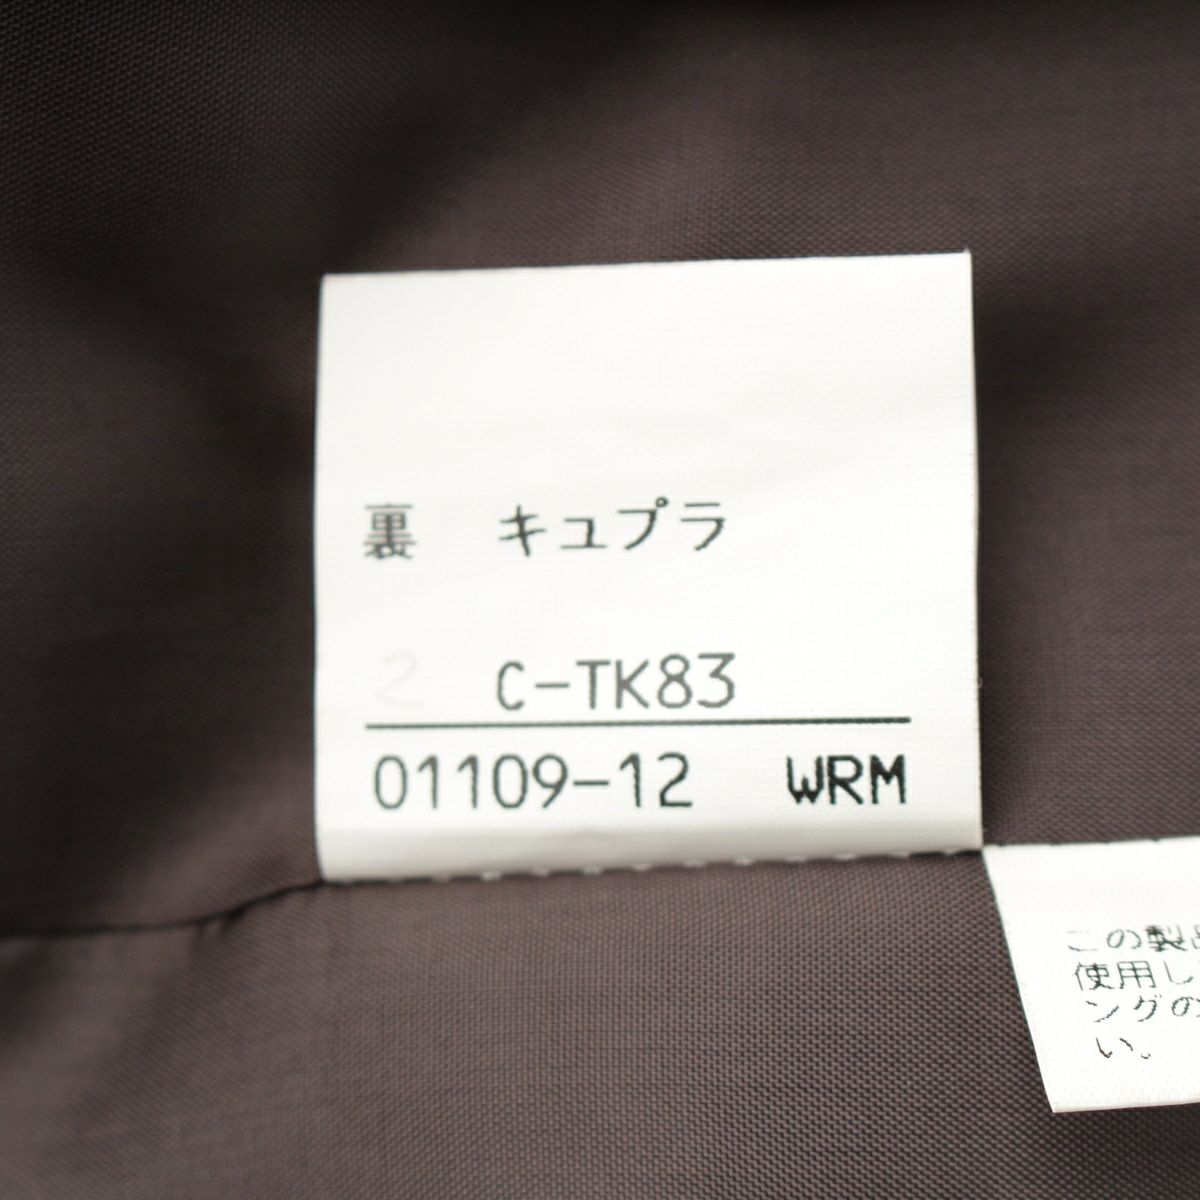 裏 キュプラ
2 C-TK83
01109-12 WRM
この製品
使用し
ングの
い。